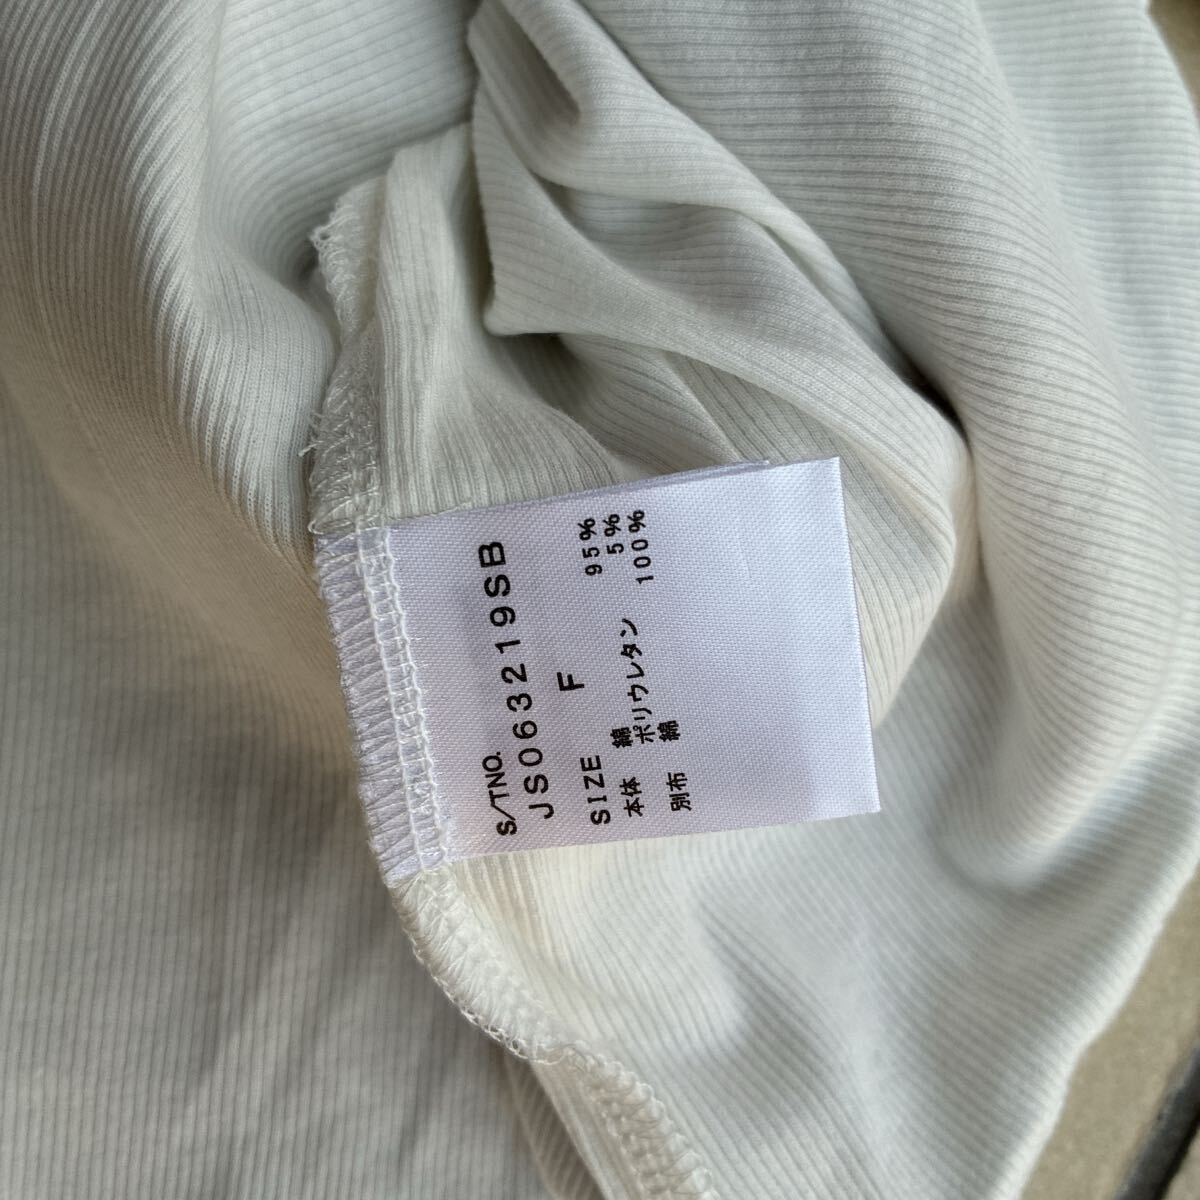 S/TNO.
JS063219SB
SIZE F
本体 綿 95%
ポリウレタン 5%
別布 綿 100%